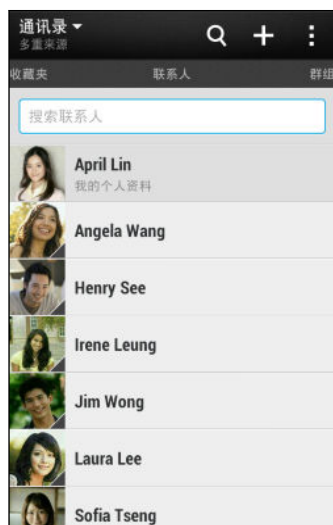 通讯录
多重来源
收藏夹 联系人 群组
搜索联系人
April Lin
我的个人资料
Angela Wang
Henry See
Irene Leung
Jim Wong
Laura Lee
Sofia Tseng